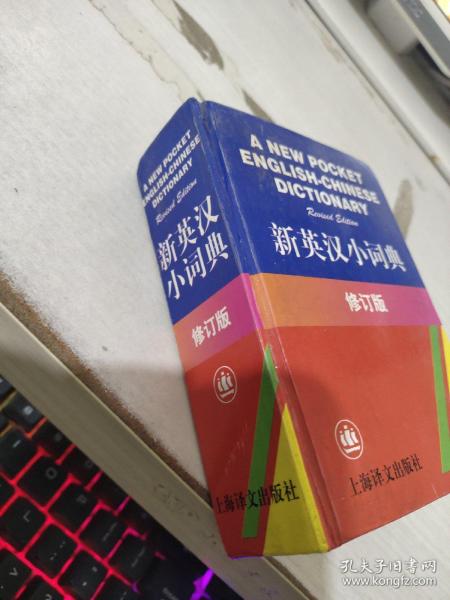 A NEW POCKET
ENGLISH-CHINESE
DICTIONARY
Revised Edition
新英汉
小词典
修订版
上海译文出版社
A NEW POCKET
ENGLISH-CHINESE
DICTIONARY
Revised Edition
新英汉小词典
修订版
上海译文出版社
孔夫子旧书网
www.kongfz.com